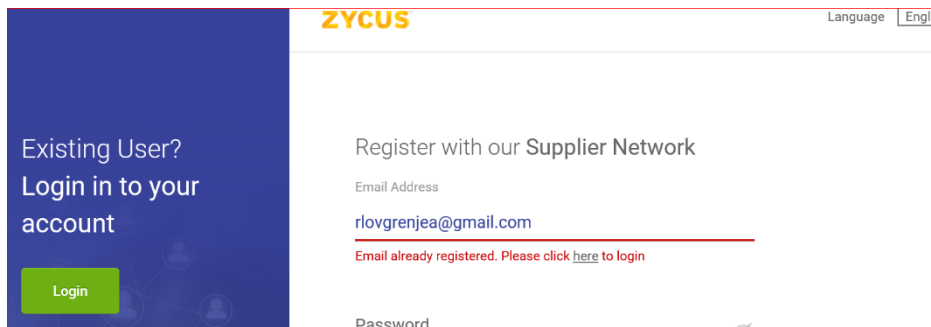 ZYCUS
Language Engl
Existing User?
Login in to your
account
Login
Register with our Supplier Network
Email Address
rlovgrenjea@gmail.com
Email already registered. Please click here to login
Password